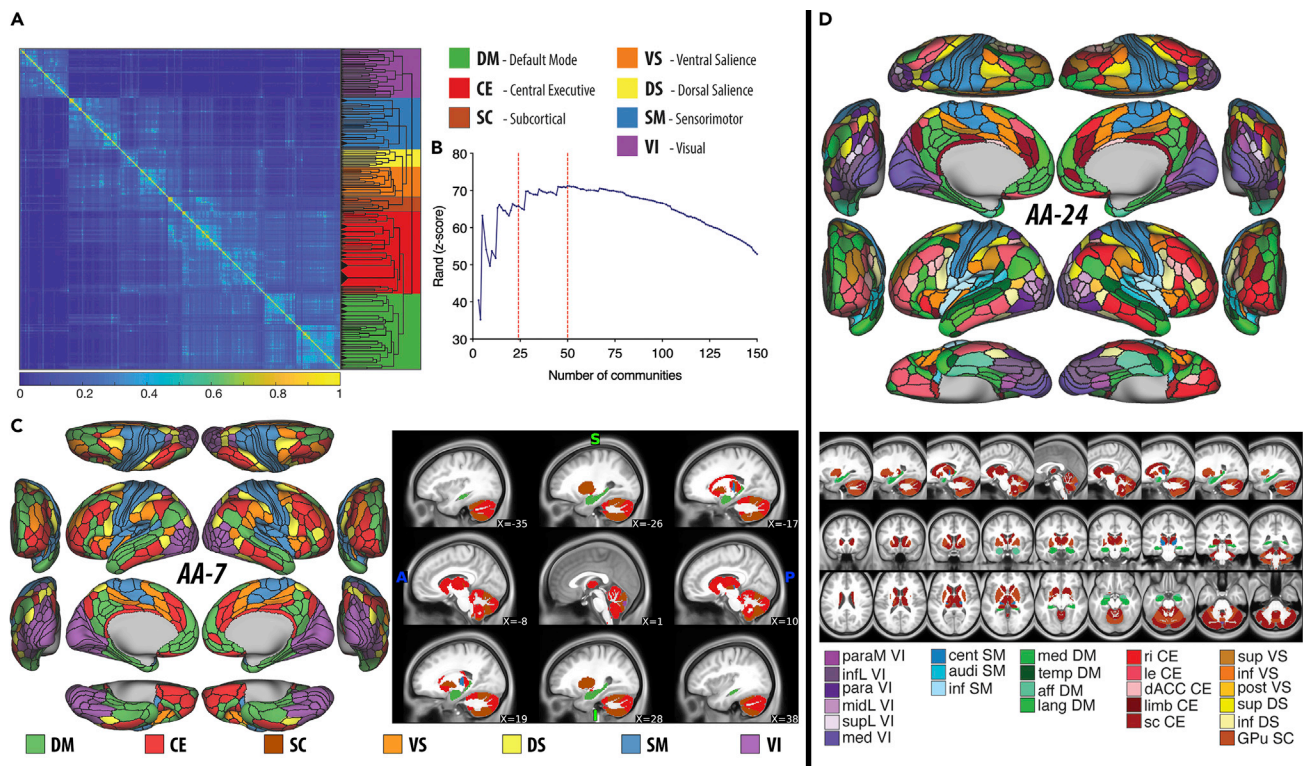 A
DM - Default Mode
CE - Central Executive
SC - Subcortical
VS - Ventral Salience
DS - Dorsal Salience
SM - Sensorimotor
VI - Visual
0 0.2 0.4 0.6 0.8 1
B
80
70
60
50
40
30
Rand (z-score)
0 25 50 75 100 125 150
Number of communities
C
AA-7
S
A
P
I
X=-35 X=-26 X=-17
X=-8 X=1 X=10
X=19 X=28 X=38
DM CE SC VS DS SM VI
D
AA-24
paraM VI
infL VI
para VI
midL VI
supL VI
med VI
cent SM
audi SM
inf SM
med DM
temp DM
aff DM
lang DM
ri CE
le CE
dACC CE
limb CE
sc CE
sup VS
inf VS
post VS
sup DS
inf DS
GPu SC